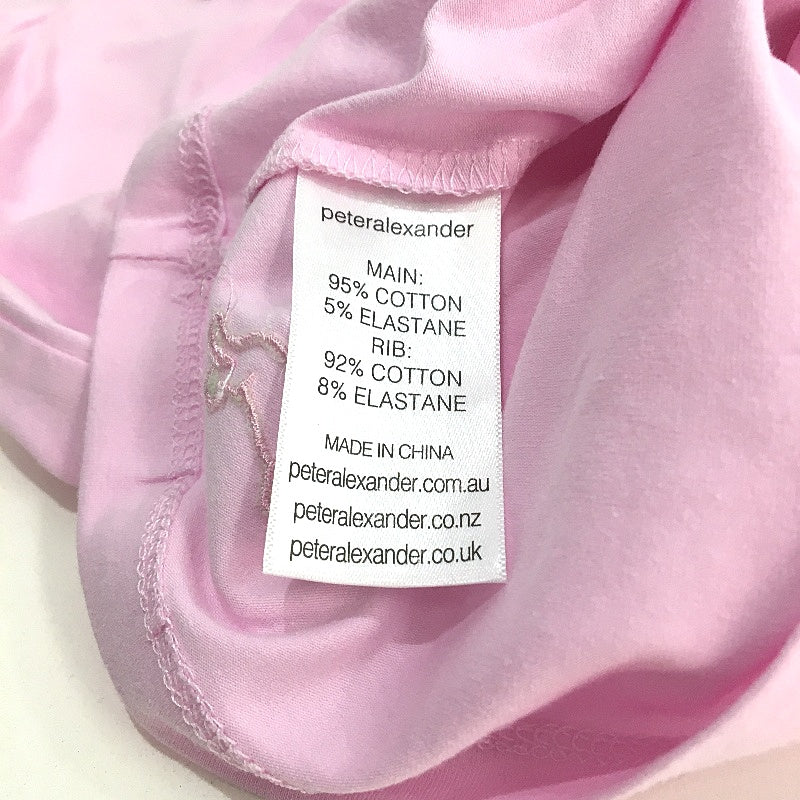 peteralexander
MAIN:
95% COTTON
5% ELASTANE
RIB:
92% COTTON
8% ELASTANE
MADE IN CHINA
peteralexander.com.au
peteralexander.co.nz
peteralexander.co.uk